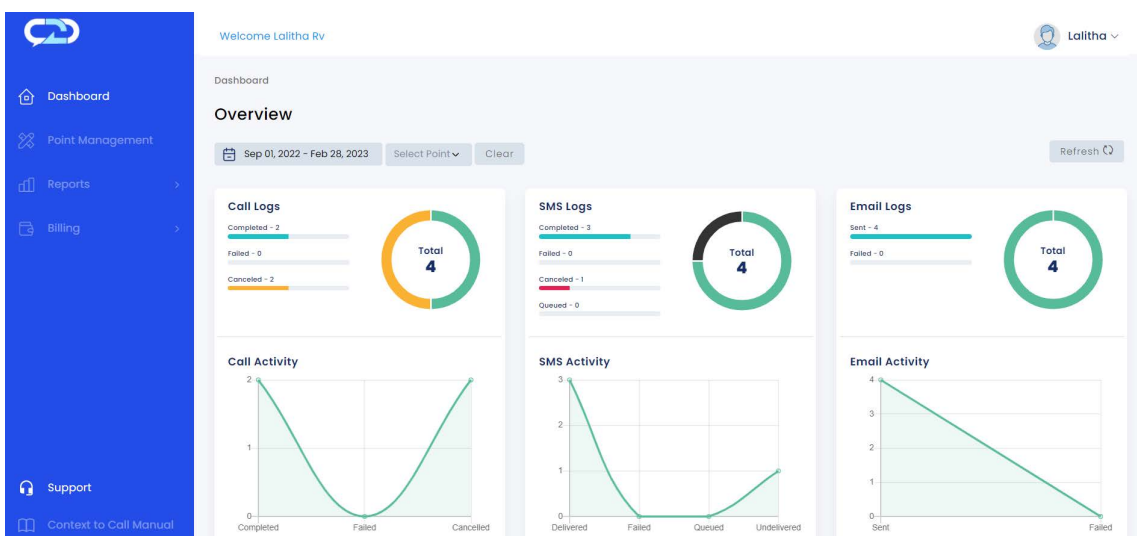 Welcome Lalitha Rv
Lalitha
Dashboard
Point Management
Reports
Billing
Support
Context to Call Manual
Dashboard
Overview
Sep 01, 2022 - Feb 28, 2023
Select Point
Clear
Refresh
Call Logs
Completed - 2
Failed - 0
Canceled - 2
Total
4
SMS Logs
Completed - 3
Failed - 0
Canceled - 1
Queued - 0
Total
4
Email Logs
Sent - 4
Failed - 0
Total
4
Call Activity
2
1
0
Completed
Failed
Cancelled
SMS Activity
3
2
1
0
Delivered
Failed
Queued
Undelivered
Email Activity
4
3
2
1
0
Sent
Failed